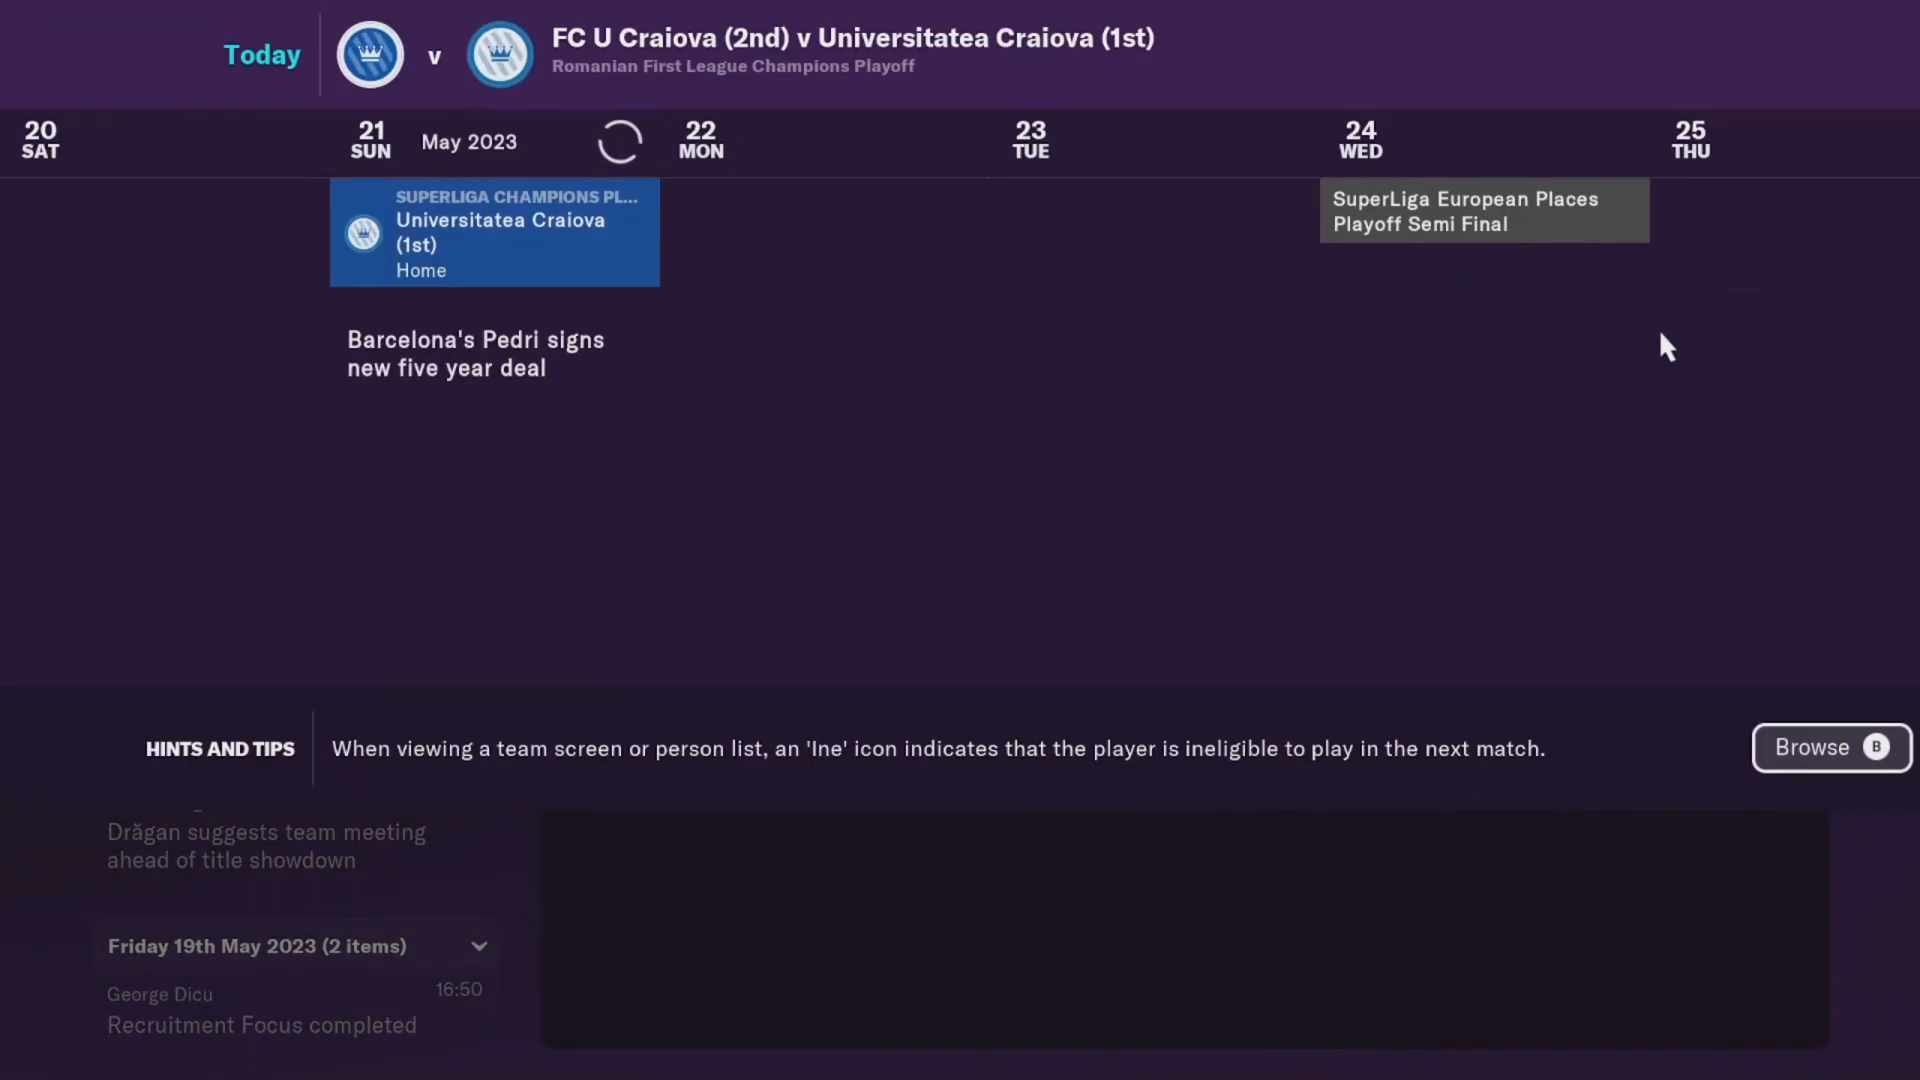 Today
v
FC U Craiova (2nd) v Universitatea Craiova (1st)
Romanian First League Champions Playoff
20
SAT
21
SUN
May 2023
22
MON
23
TUE
24
WED
25
THU
SUPERLIGA CHAMPIONS PL...
Universitatea Craiova
(1st)
Home
SuperLiga European Places
Playoff Semi Final
Barcelona's Pedri signs
new five year deal
HINTS AND TIPS
When viewing a team screen or person list, an 'Ine' icon indicates that the player is ineligible to play in the next match.
Browse B
Drăgan suggests team meeting
ahead of title showdown
Friday 19th May 2023 (2 items)
George Dicu
16:50
Recruitment Focus completed